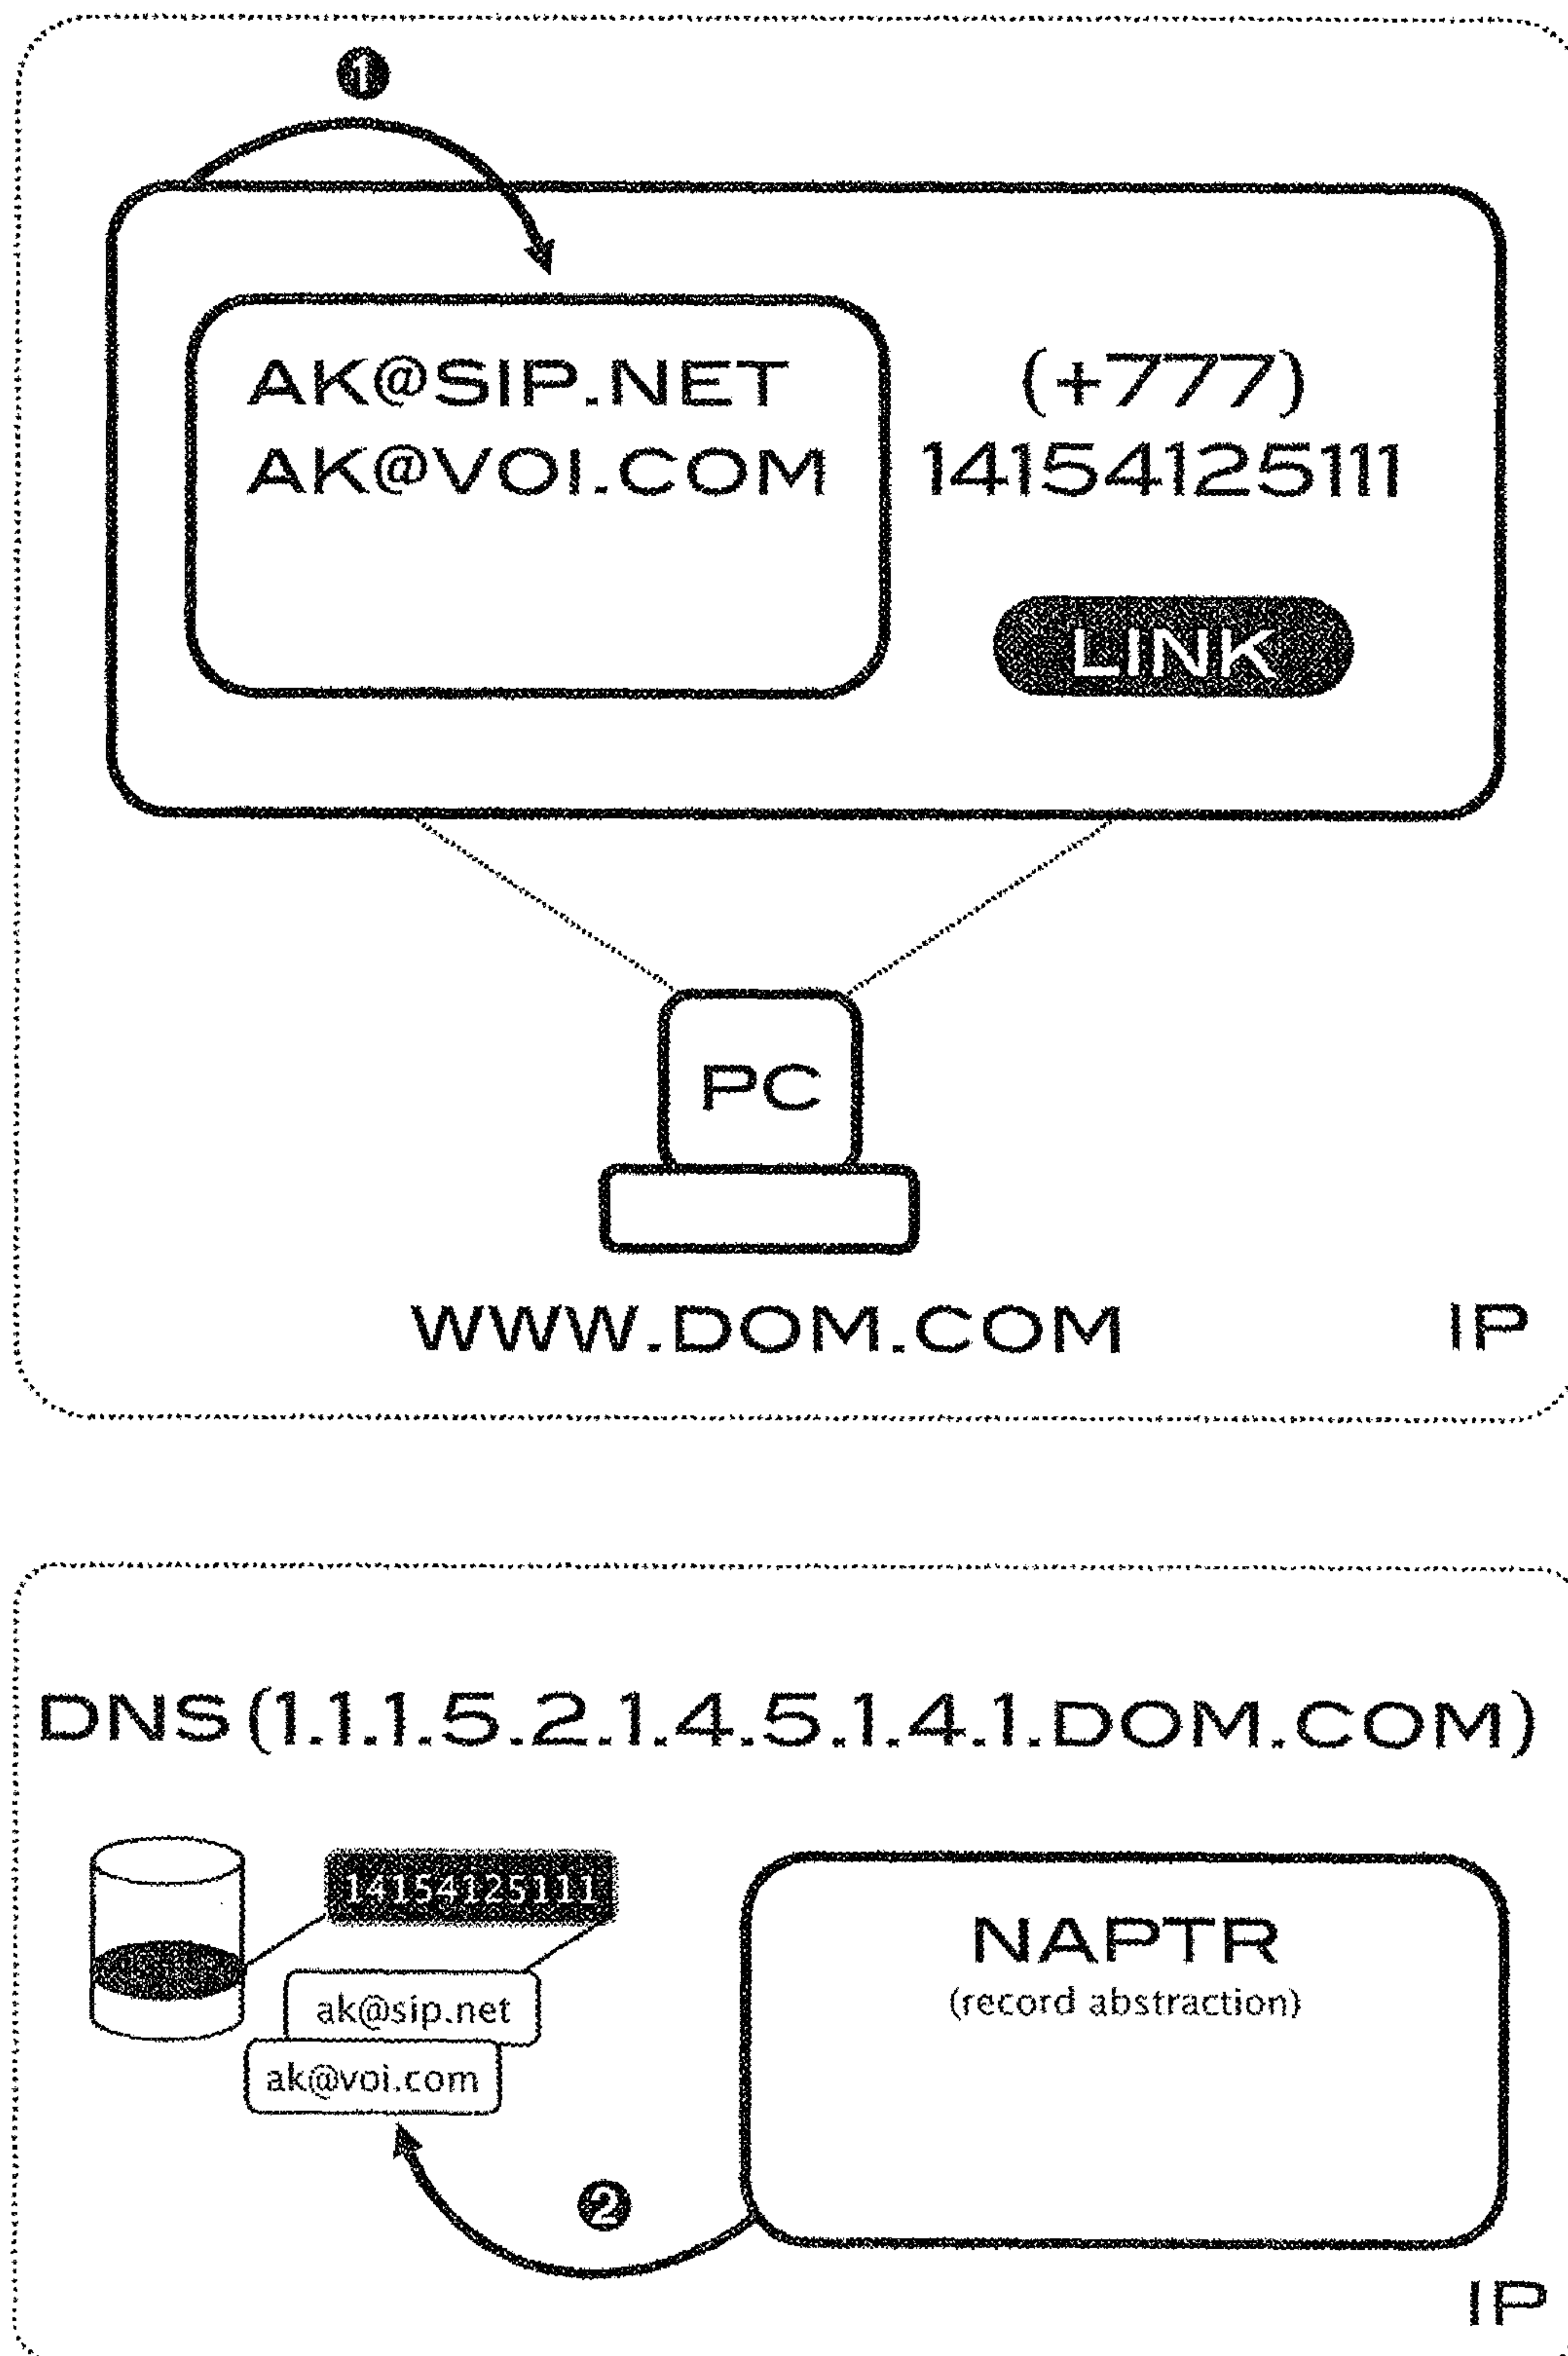 1
AK@SIP.NET
AK@VOI.COM
(+777)
14154125111
LINK
PC
WWW.DOM.COM
IP
DNS(1.1.1.5.2.1.4.5.1.4.1.DOM.COM)
14154125111
ak@sip.net
ak@voi.com
NAPTR
(record abstraction)
2
IP